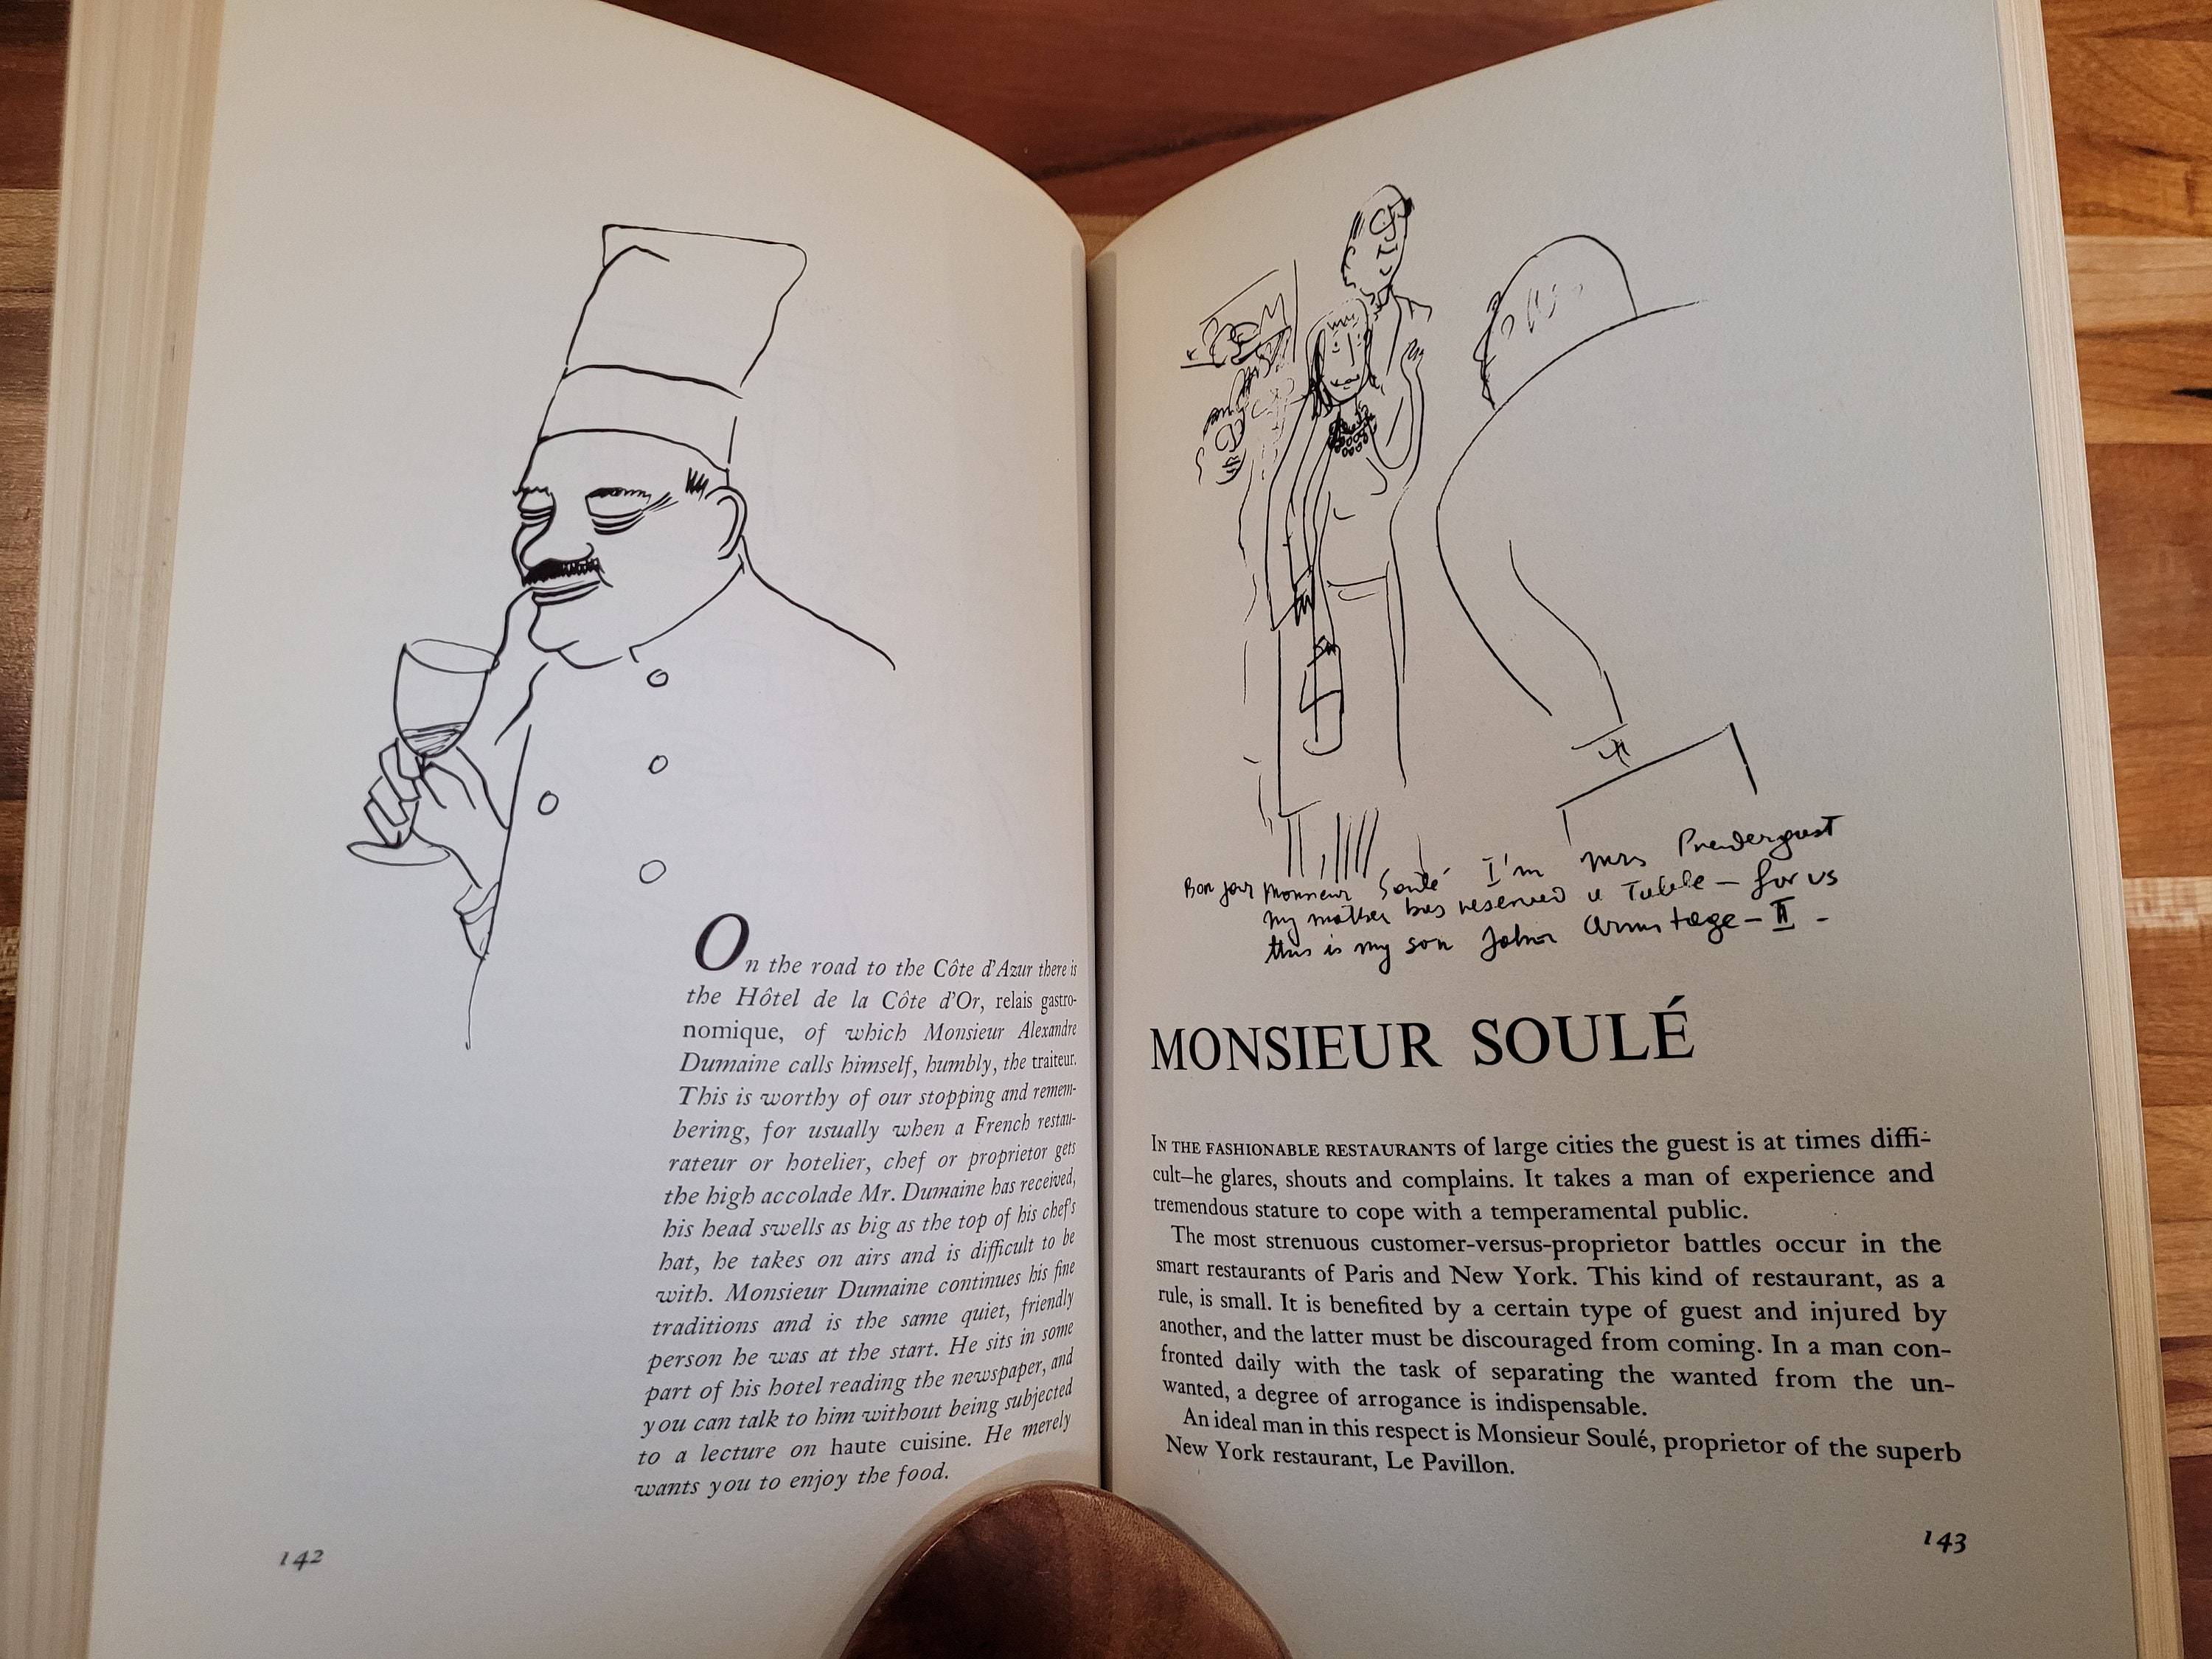 On the road to the Côte d'Azur there is
the Hôtel de la Côte d'Or, relais gastro-
nomique, of which Monsieur Alexandre
Dumaine calls himself, humbly, the traiteur.
This is worthy of our stopping and remem-
bering, for usually when a French restau-
rateur or hotelier, chef or proprietor gets
the high accolade Mr. Dumaine has received,
his head swells as big as the top of his chef's
hat, he takes on airs and is difficult to be
with. Monsieur Dumaine continues his fine
traditions and is the same quiet, friendly
person he was at the start. He sits in some
part of his hotel reading the newspaper, and
you can talk to him without being subjected
to a lecture on haute cuisine. He merely
wants you to enjoy the food.
142
Bon jour Monsieur Soulé I'm Mrs Prendergast
my mother has reserved a Table – for us
this is my son John Armitage – II –
MONSIEUR SOULÉ
IN THE FASHIONABLE RESTAURANTS of large cities the guest is at times diffi-
cult—he glares, shouts and complains. It takes a man of experience and
tremendous stature to cope with a temperamental public.
The most strenuous customer-versus-proprietor battles occur in the
smart restaurants of Paris and New York. This kind of restaurant, as a
rule, is small. It is benefited by a certain type of guest and injured by
another, and the latter must be discouraged from coming. In a man con-
fronted daily with the task of separating the wanted from the un-
wanted, a degree of arrogance is indispensable.
An ideal man in this respect is Monsieur Soulé, proprietor of the superb
New York restaurant, Le Pavillon.
143